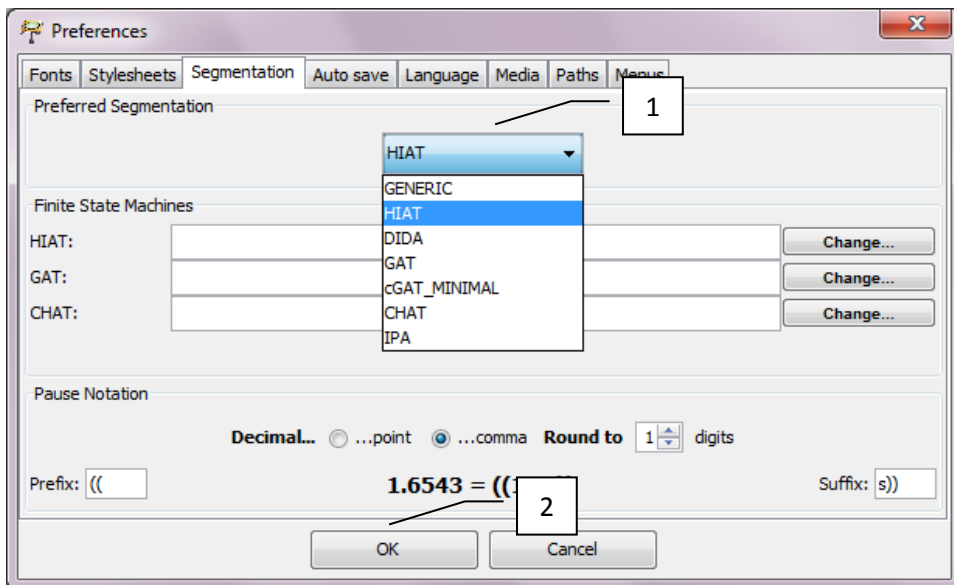 Preferences
Fonts Stylesheets Segmentation Auto save Language Media Paths Menus
Preferred Segmentation
1
HIAT
GENERIC
HIAT
DIDA
GAT
cGAT_MINIMAL
CHAT
IPA
Finite State Machines
HIAT: Change...
GAT: Change...
CHAT: Change...
Pause Notation
Decimal... ...point ...comma Round to 1 digits
Prefix: (( 1.6543 = ((1 Suffix: s))
2
OK Cancel